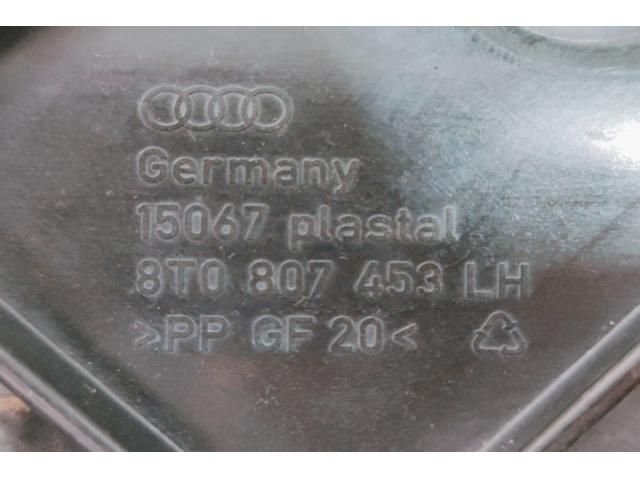 Germany
15067 plastal
8T0 807 453 LH
>PP GF 20<